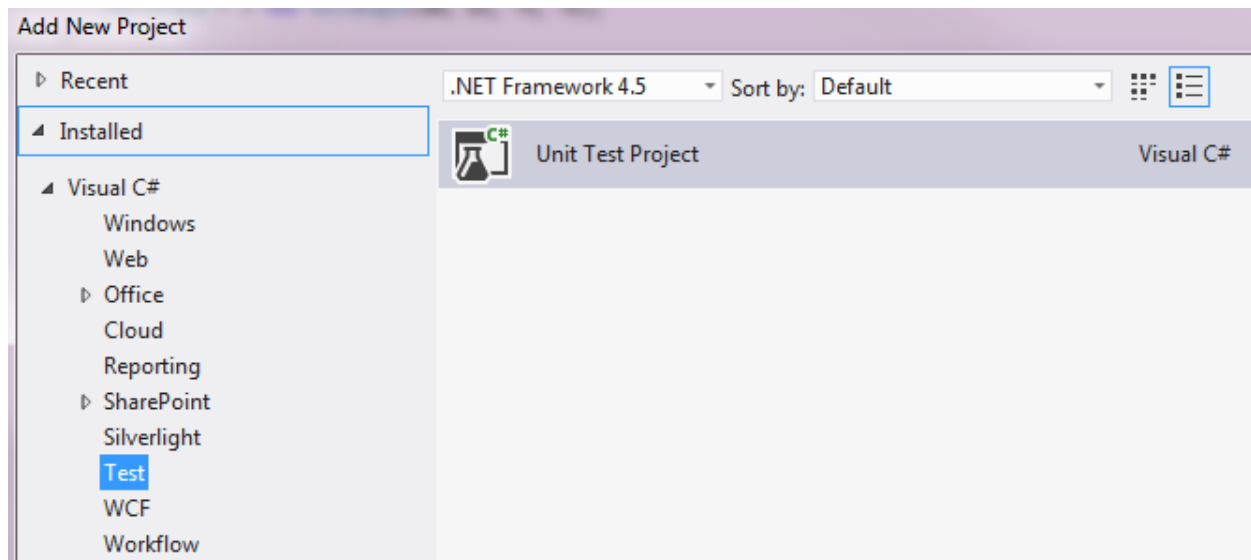 Add New Project
Recent
.NET Framework 4.5 Sort by: Default
Installed
C#
Unit Test Project Visual C#
Visual C#
Windows
Web
Office
Cloud
Reporting
SharePoint
Silverlight
Test
WCF
Workflow